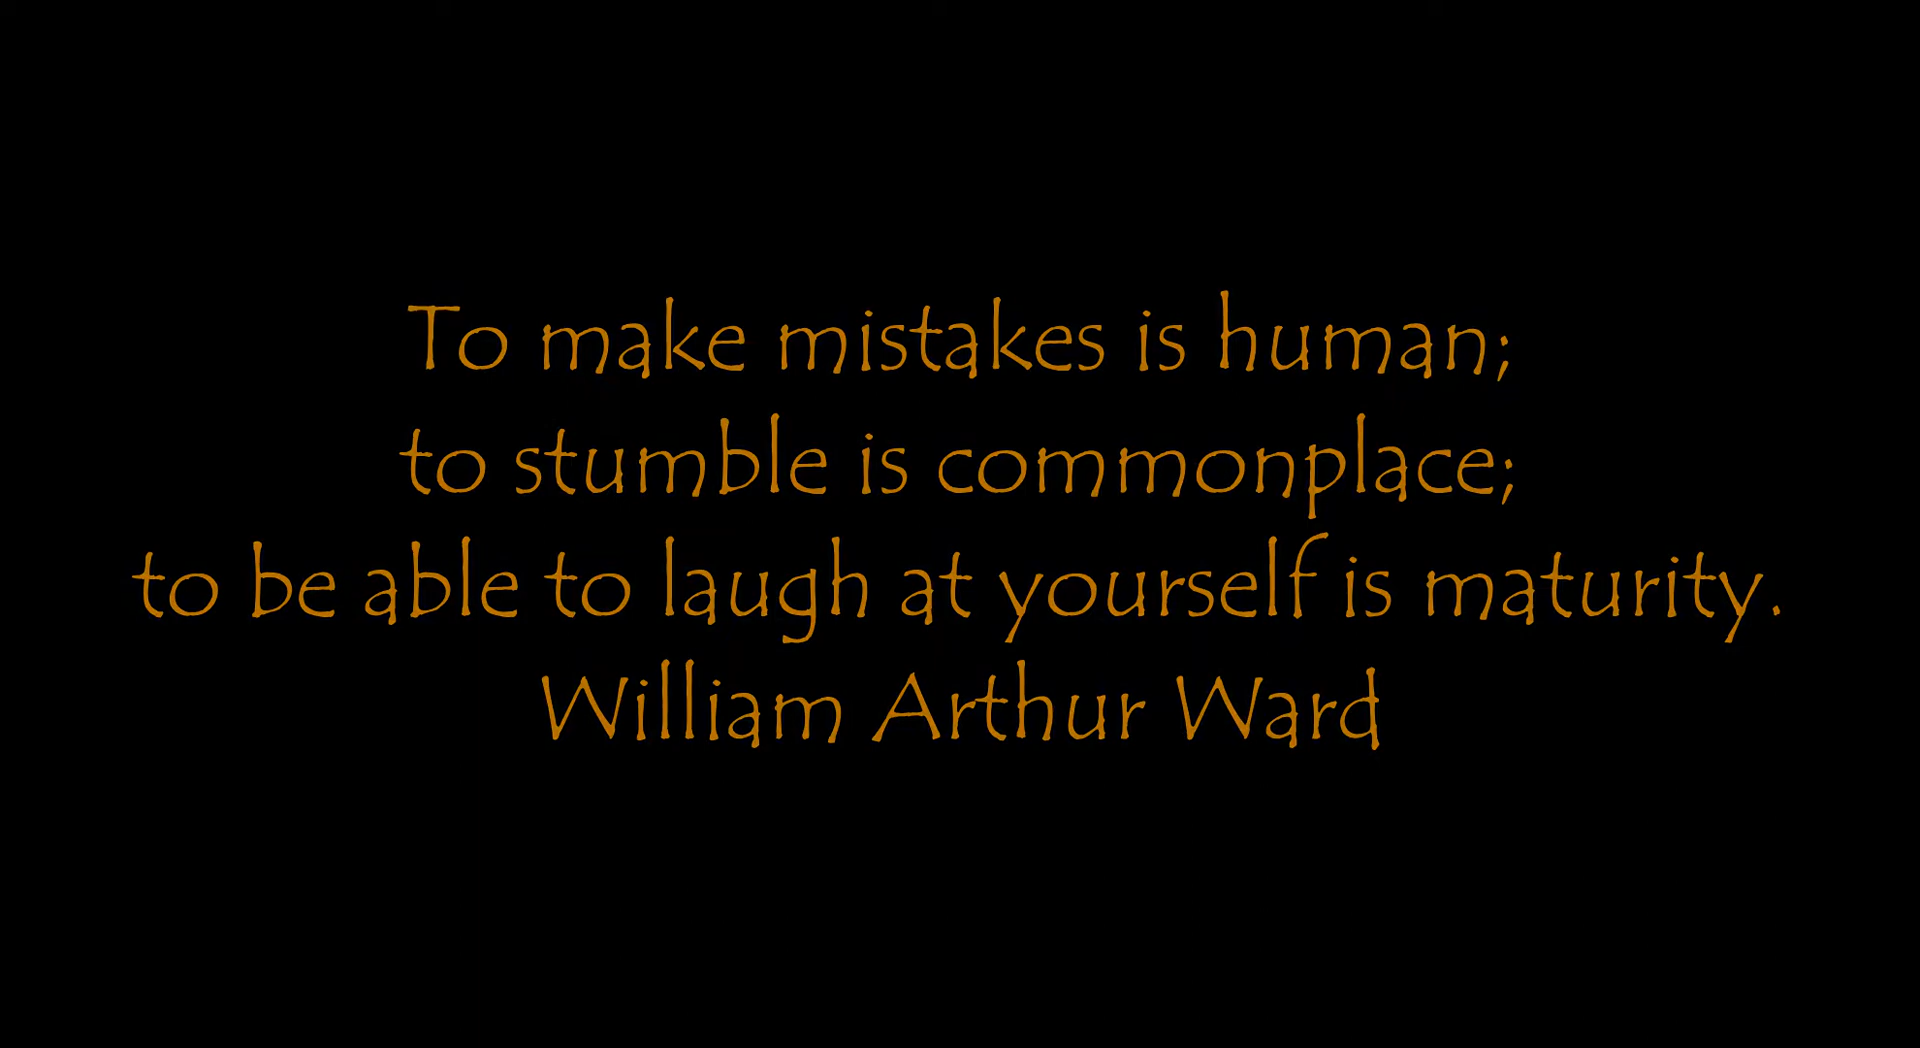 To make mistakes is human;
to stumble is commonplace;
to be able to laugh at yourself is maturity.
William Arthur Ward